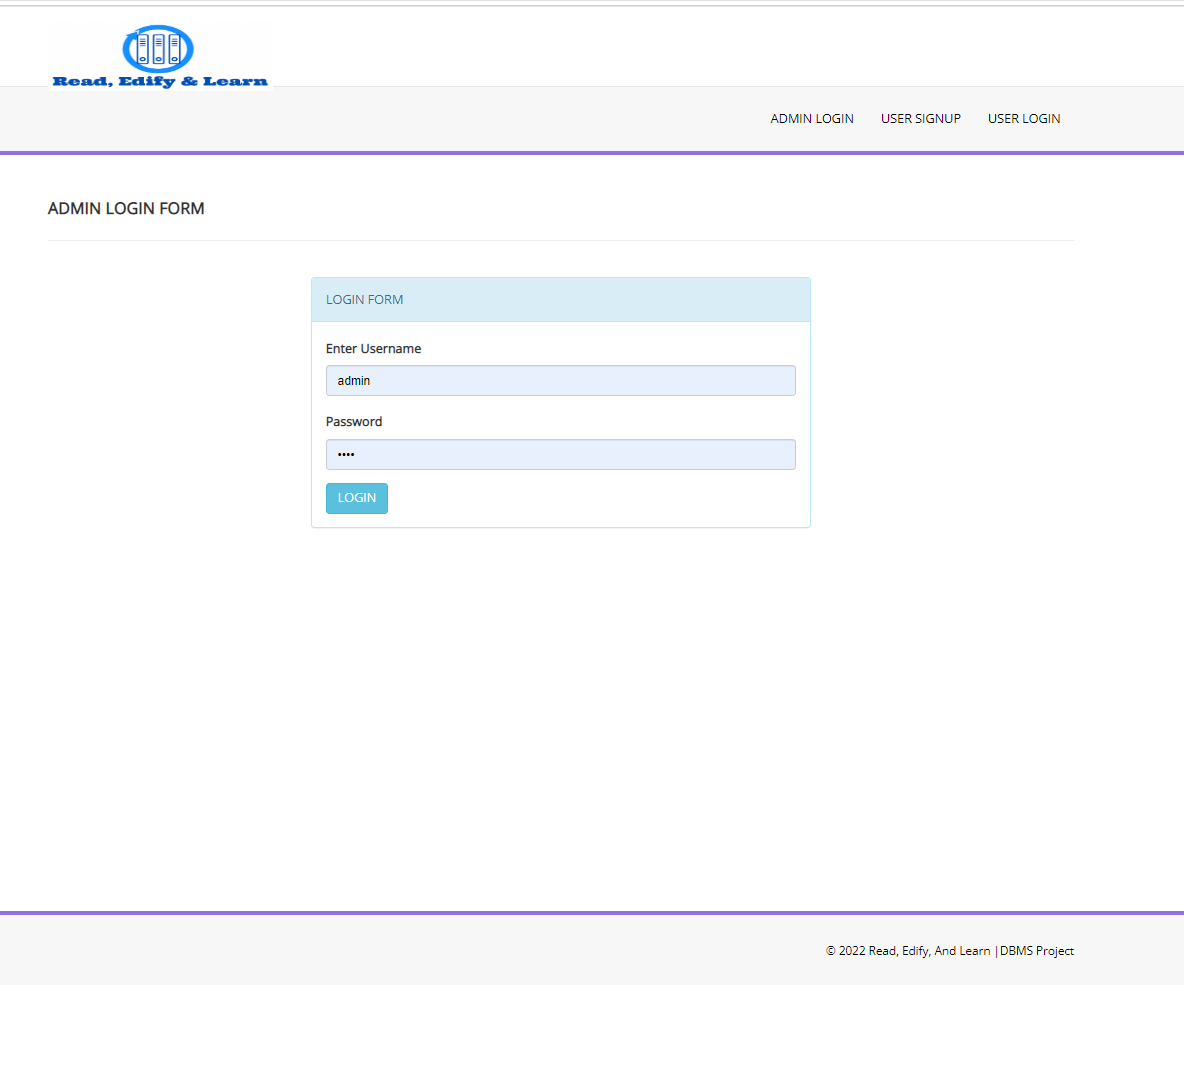 Read, Edify & Learn
ADMIN LOGIN USER SIGNUP USER LOGIN
ADMIN LOGIN FORM
LOGIN FORM
Enter Username
admin
Password
••••
LOGIN
© 2022 Read, Edify, And Learn |DBMS Project